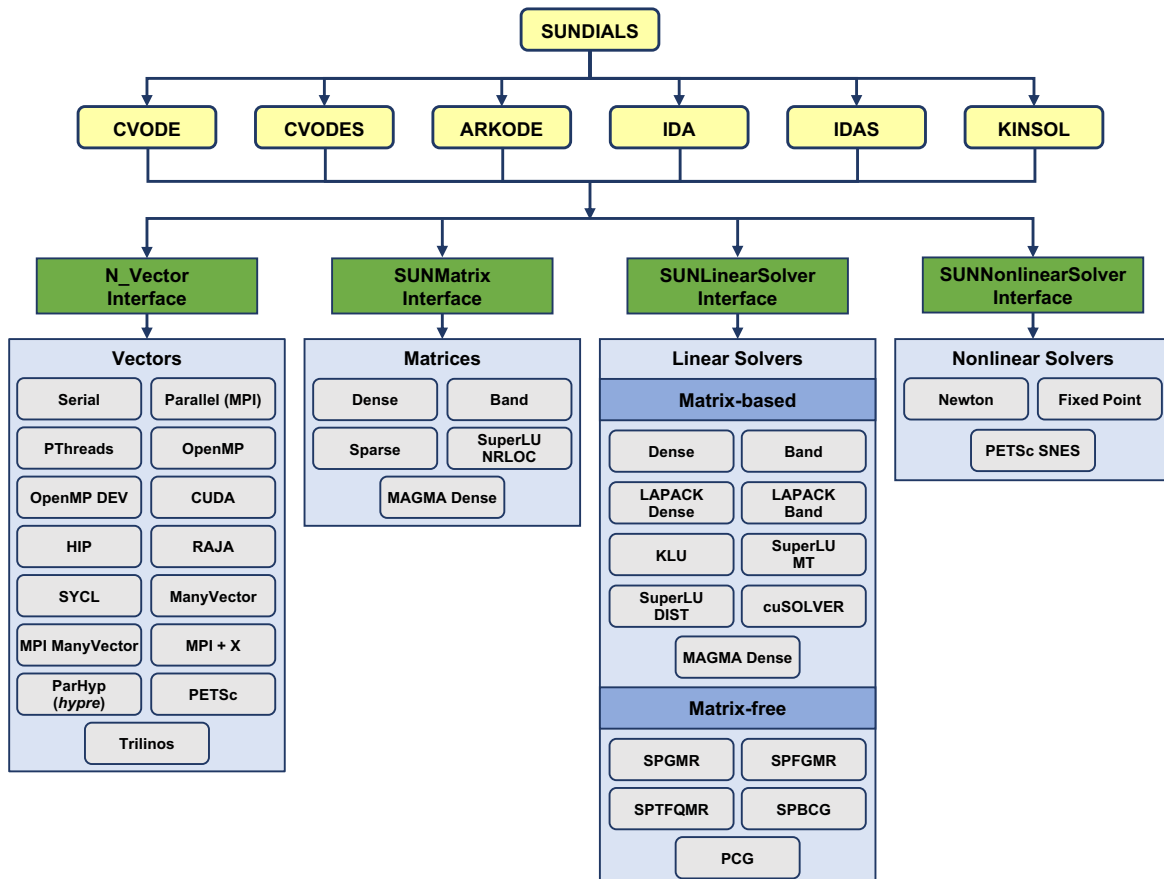 SUNDIALS
CVODE
CVODES
ARKODE
IDA
IDAS
KINSOL
N_Vector
Interface
SUNMatrix
Interface
SUNLinearSolver
Interface
SUNNonlinearSolver
Interface
Vectors
Serial
Parallel (MPI)
PThreads
OpenMP
OpenMP DEV
CUDA
HIP
RAJA
SYCL
ManyVector
MPI ManyVector
MPI + X
ParHyp
(hypre)
PETSc
Trilinos
Matrices
Dense
Band
Sparse
SuperLU
NRLOC
MAGMA Dense
Linear Solvers
Matrix-based
Dense
Band
LAPACK
Dense
LAPACK
Band
KLU
SuperLU
MT
SuperLU
DIST
cuSOLVER
MAGMA Dense
Matrix-free
SPGMR
SPFGMR
SPTFQMR
SPBCG
PCG
Nonlinear Solvers
Newton
Fixed Point
PETSc SNES